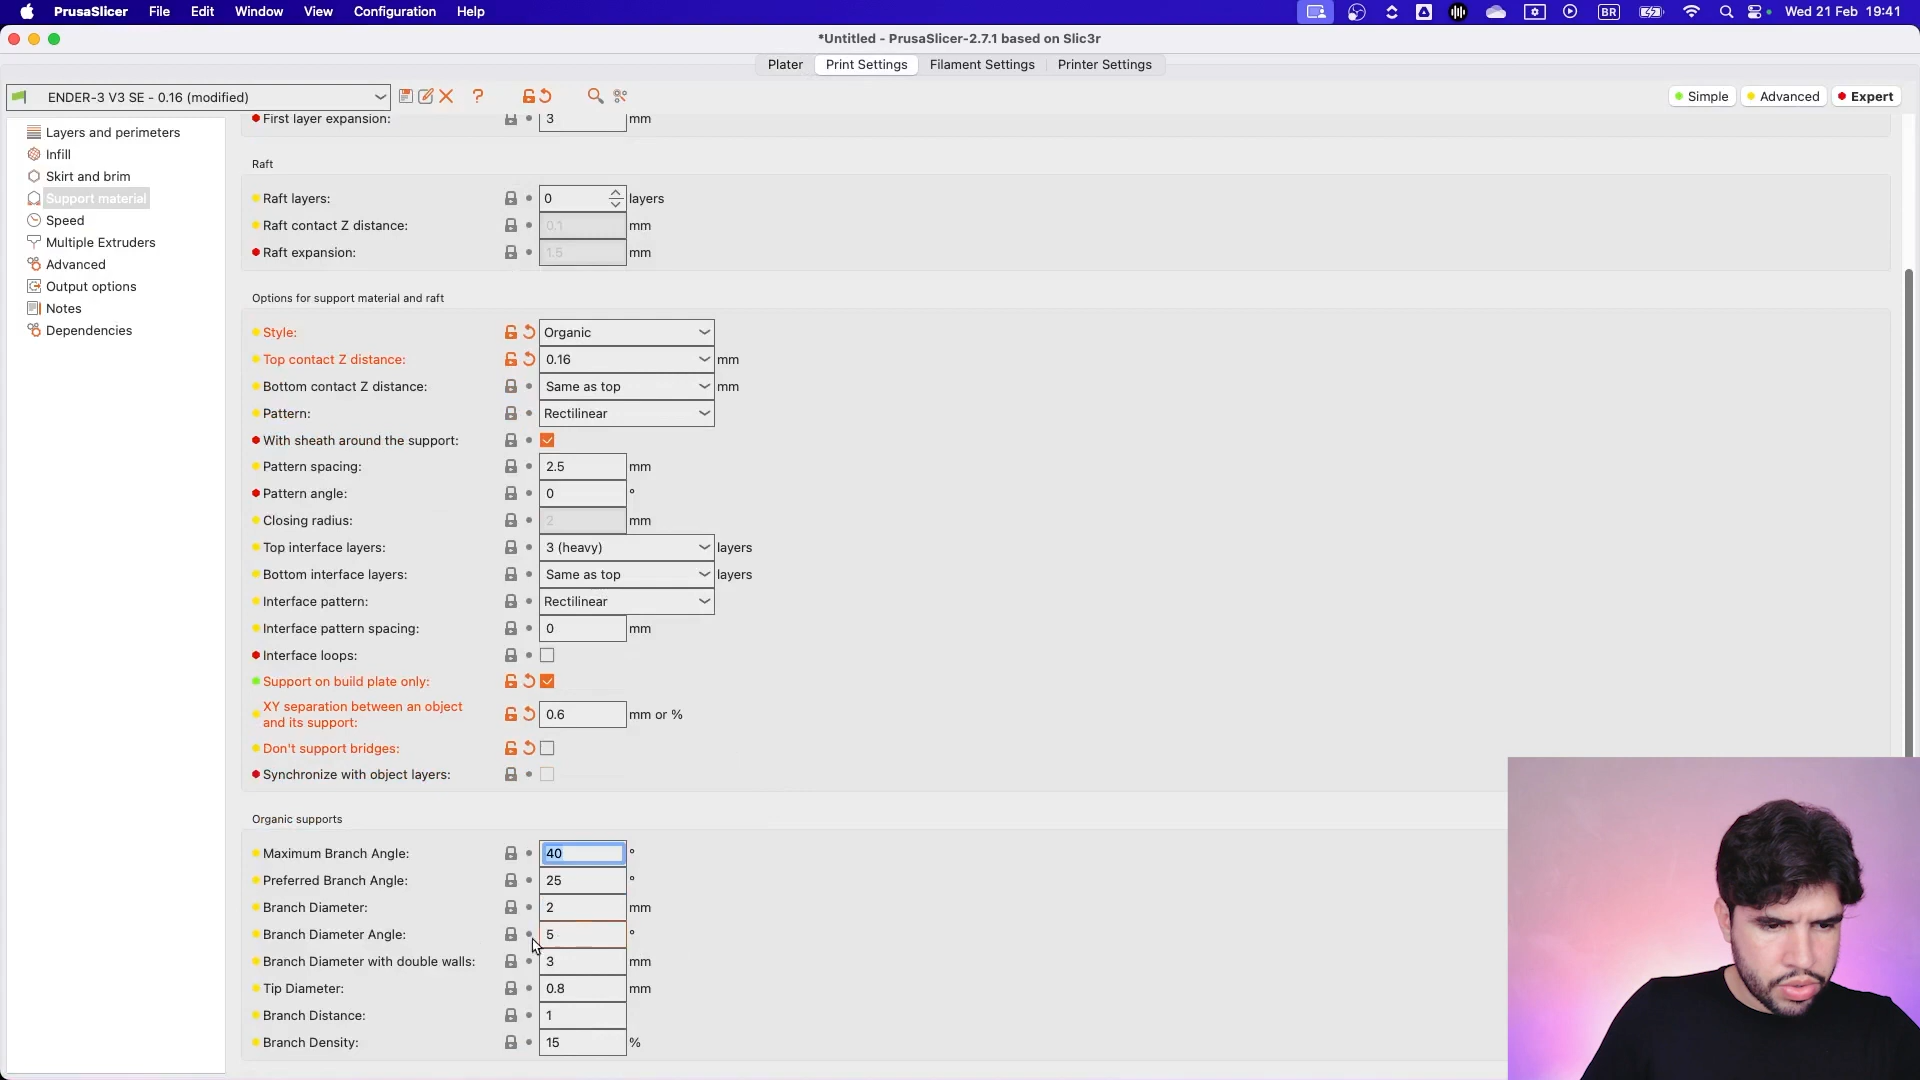 PrusaSlicer File Edit Window View Configuration Help BR Wed 21 Feb 19:41
*Untitled - PrusaSlicer-2.7.1 based on Slic3r
Plater Print Settings Filament Settings Printer Settings
ENDER-3 V3 SE - 0.16 (modified) ? Simple Advanced Expert
Layers and perimeters
Infill
Skirt and brim
Support material
Speed
Multiple Extruders
Advanced
Output options
Notes
Dependencies
First layer expansion: 3 mm
Raft
Raft layers: 0 layers
Raft contact Z distance: 0.1 mm
Raft expansion: 1.5 mm
Options for support material and raft
Style: Organic
Top contact Z distance: 0.16 mm
Bottom contact Z distance: Same as top mm
Pattern: Rectilinear
With sheath around the support:
Pattern spacing: 2.5 mm
Pattern angle: 0 °
Closing radius: 2 mm
Top interface layers: 3 (heavy) layers
Bottom interface layers: Same as top layers
Interface pattern: Rectilinear
Interface pattern spacing: 0 mm
Interface loops:
Support on build plate only:
XY separation between an object
and its support: 0.6 mm or %
Don't support bridges:
Synchronize with object layers:
Organic supports
Maximum Branch Angle: 40 °
Preferred Branch Angle: 25 °
Branch Diameter: 2 mm
Branch Diameter Angle: 5 °
Branch Diameter with double walls: 3 mm
Tip Diameter: 0.8 mm
Branch Distance: 1
Branch Density: 15 %